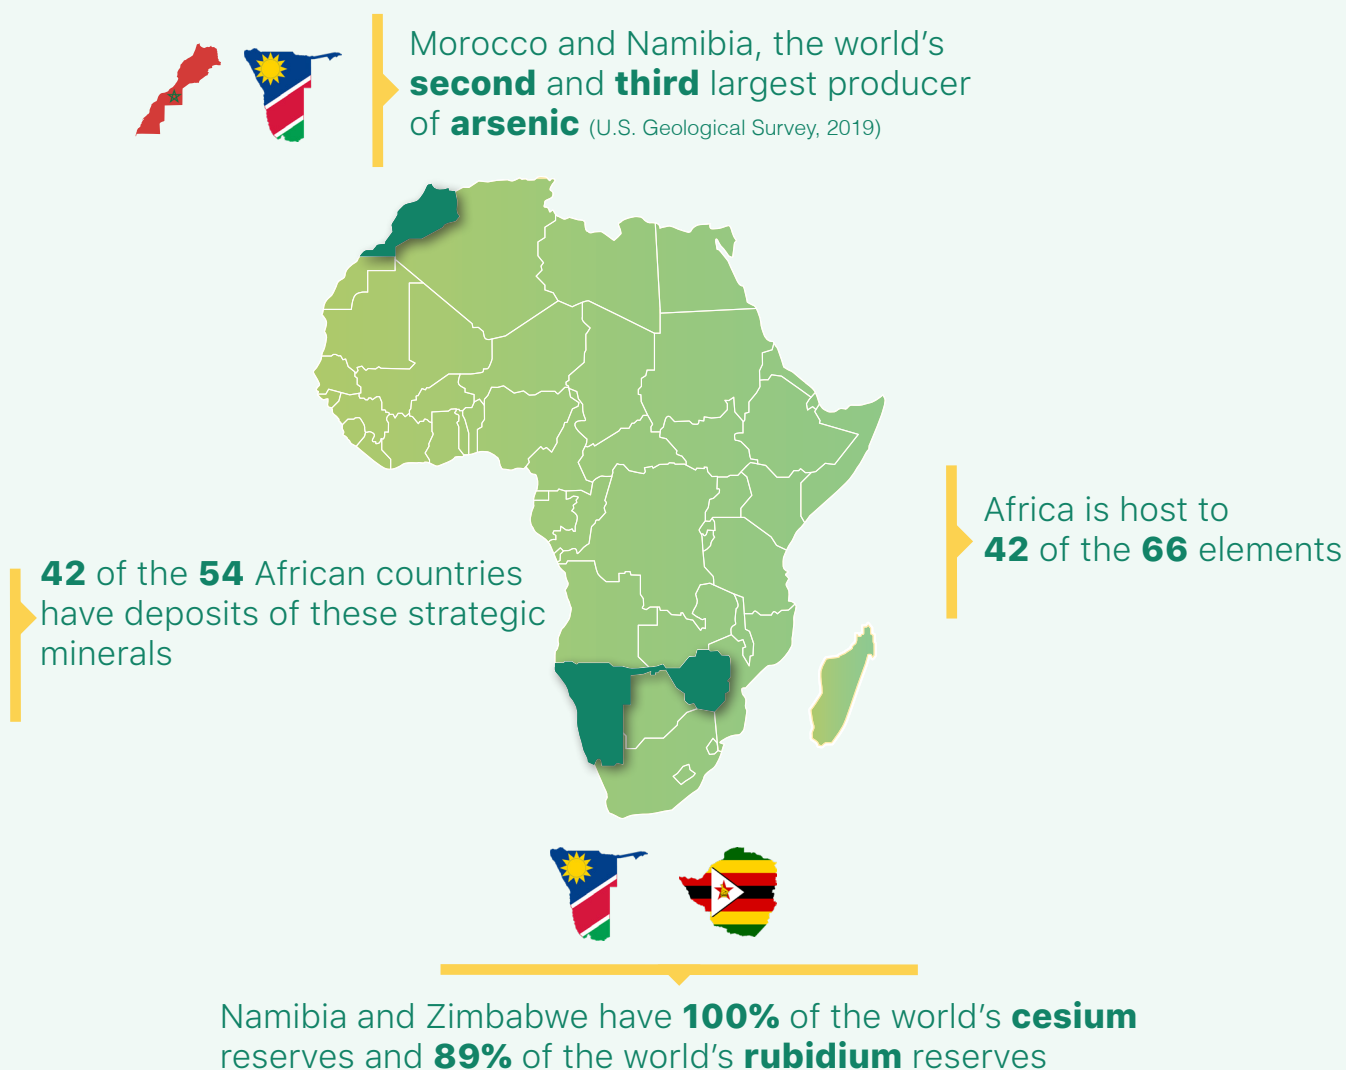 Morocco and Namibia, the world’s
second and third largest producer
of arsenic (U.S. Geological Survey, 2019)
Africa is host to
42 of the 66 elements
42 of the 54 African countries
have deposits of these strategic
minerals
Namibia and Zimbabwe have 100% of the world’s cesium
reserves and 89% of the world’s rubidium reserves